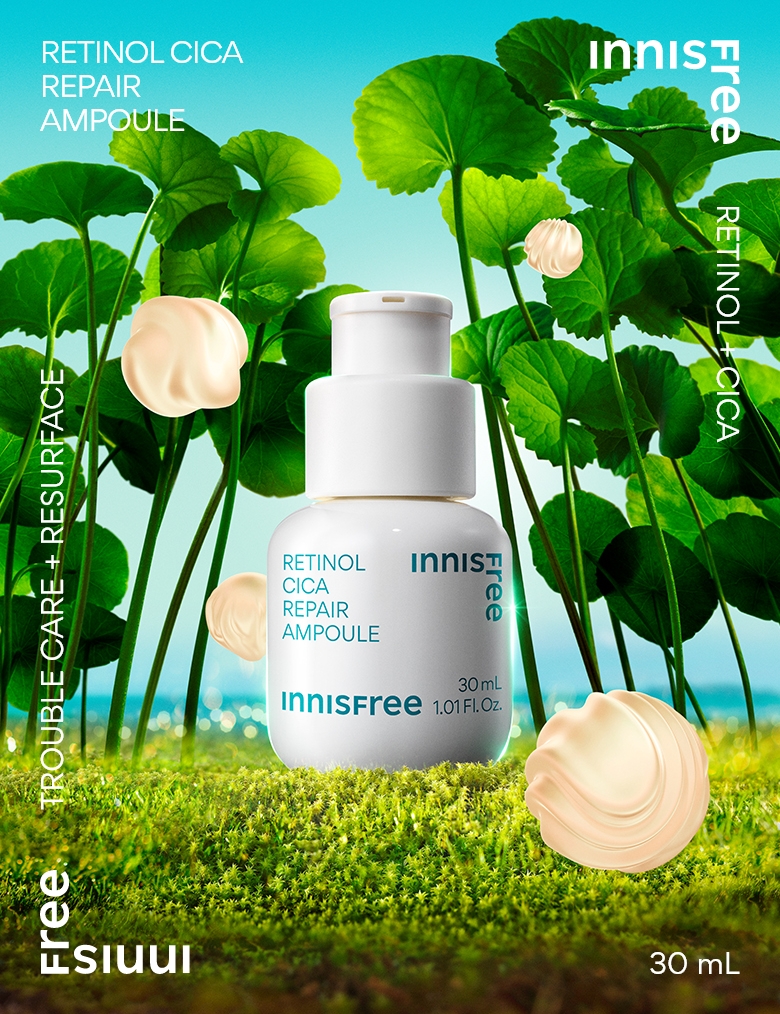 RETINOL CICA
REPAIR
AMPOULE
innisfree
RETINOL + CICA
TROUBLE CARE + RESURFACE
RETINOL
CICA
REPAIR
AMPOULE
innisfree
innisfree
30 mL
1.01 Fl. Oz.
innisfree
30 mL